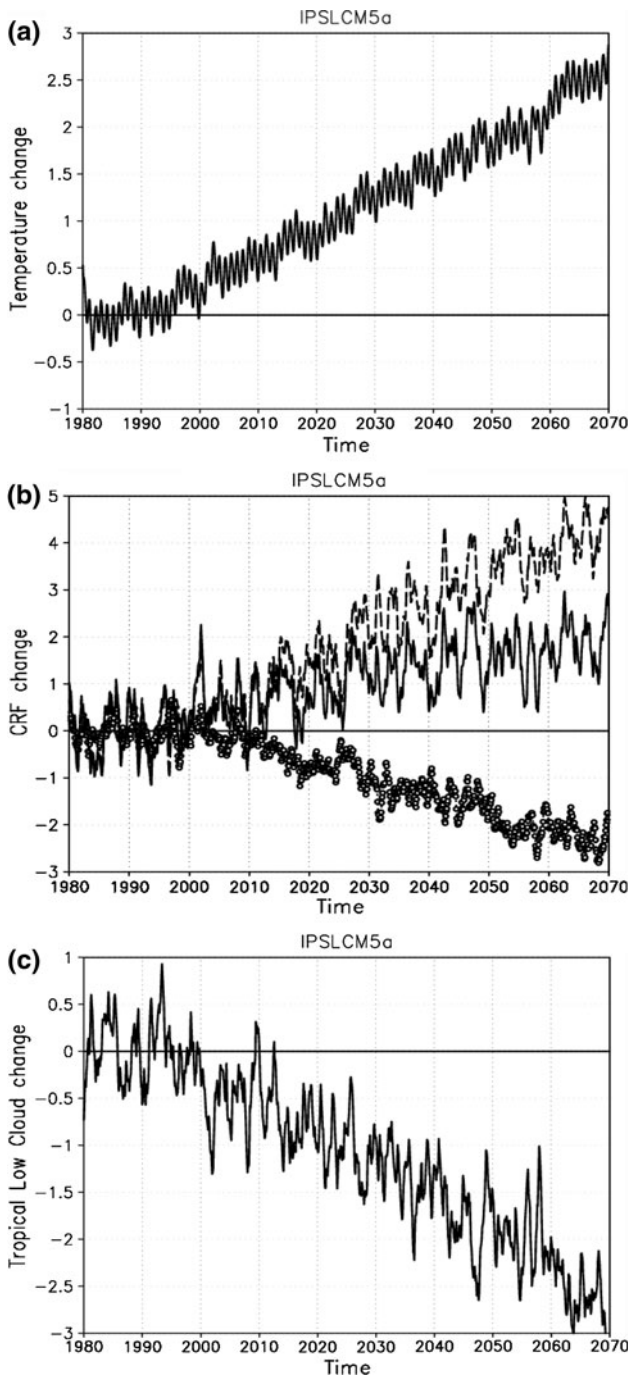 (a)
IPSLCM5a
Temperature change
3
2.5
2
1.5
1
0.5
0
−0.5
−1
1980 1990 2000 2010 2020 2030 2040 2050 2060 2070
Time
(b)
IPSLCM5a
CRF change
5
4
3
2
1
0
−1
−2
−3
1980 1990 2000 2010 2020 2030 2040 2050 2060 2070
Time
(c)
IPSLCM5a
Tropical Low Cloud change
1
0.5
0
−0.5
−1
−1.5
−2
−2.5
−3
1980 1990 2000 2010 2020 2030 2040 2050 2060 2070
Time